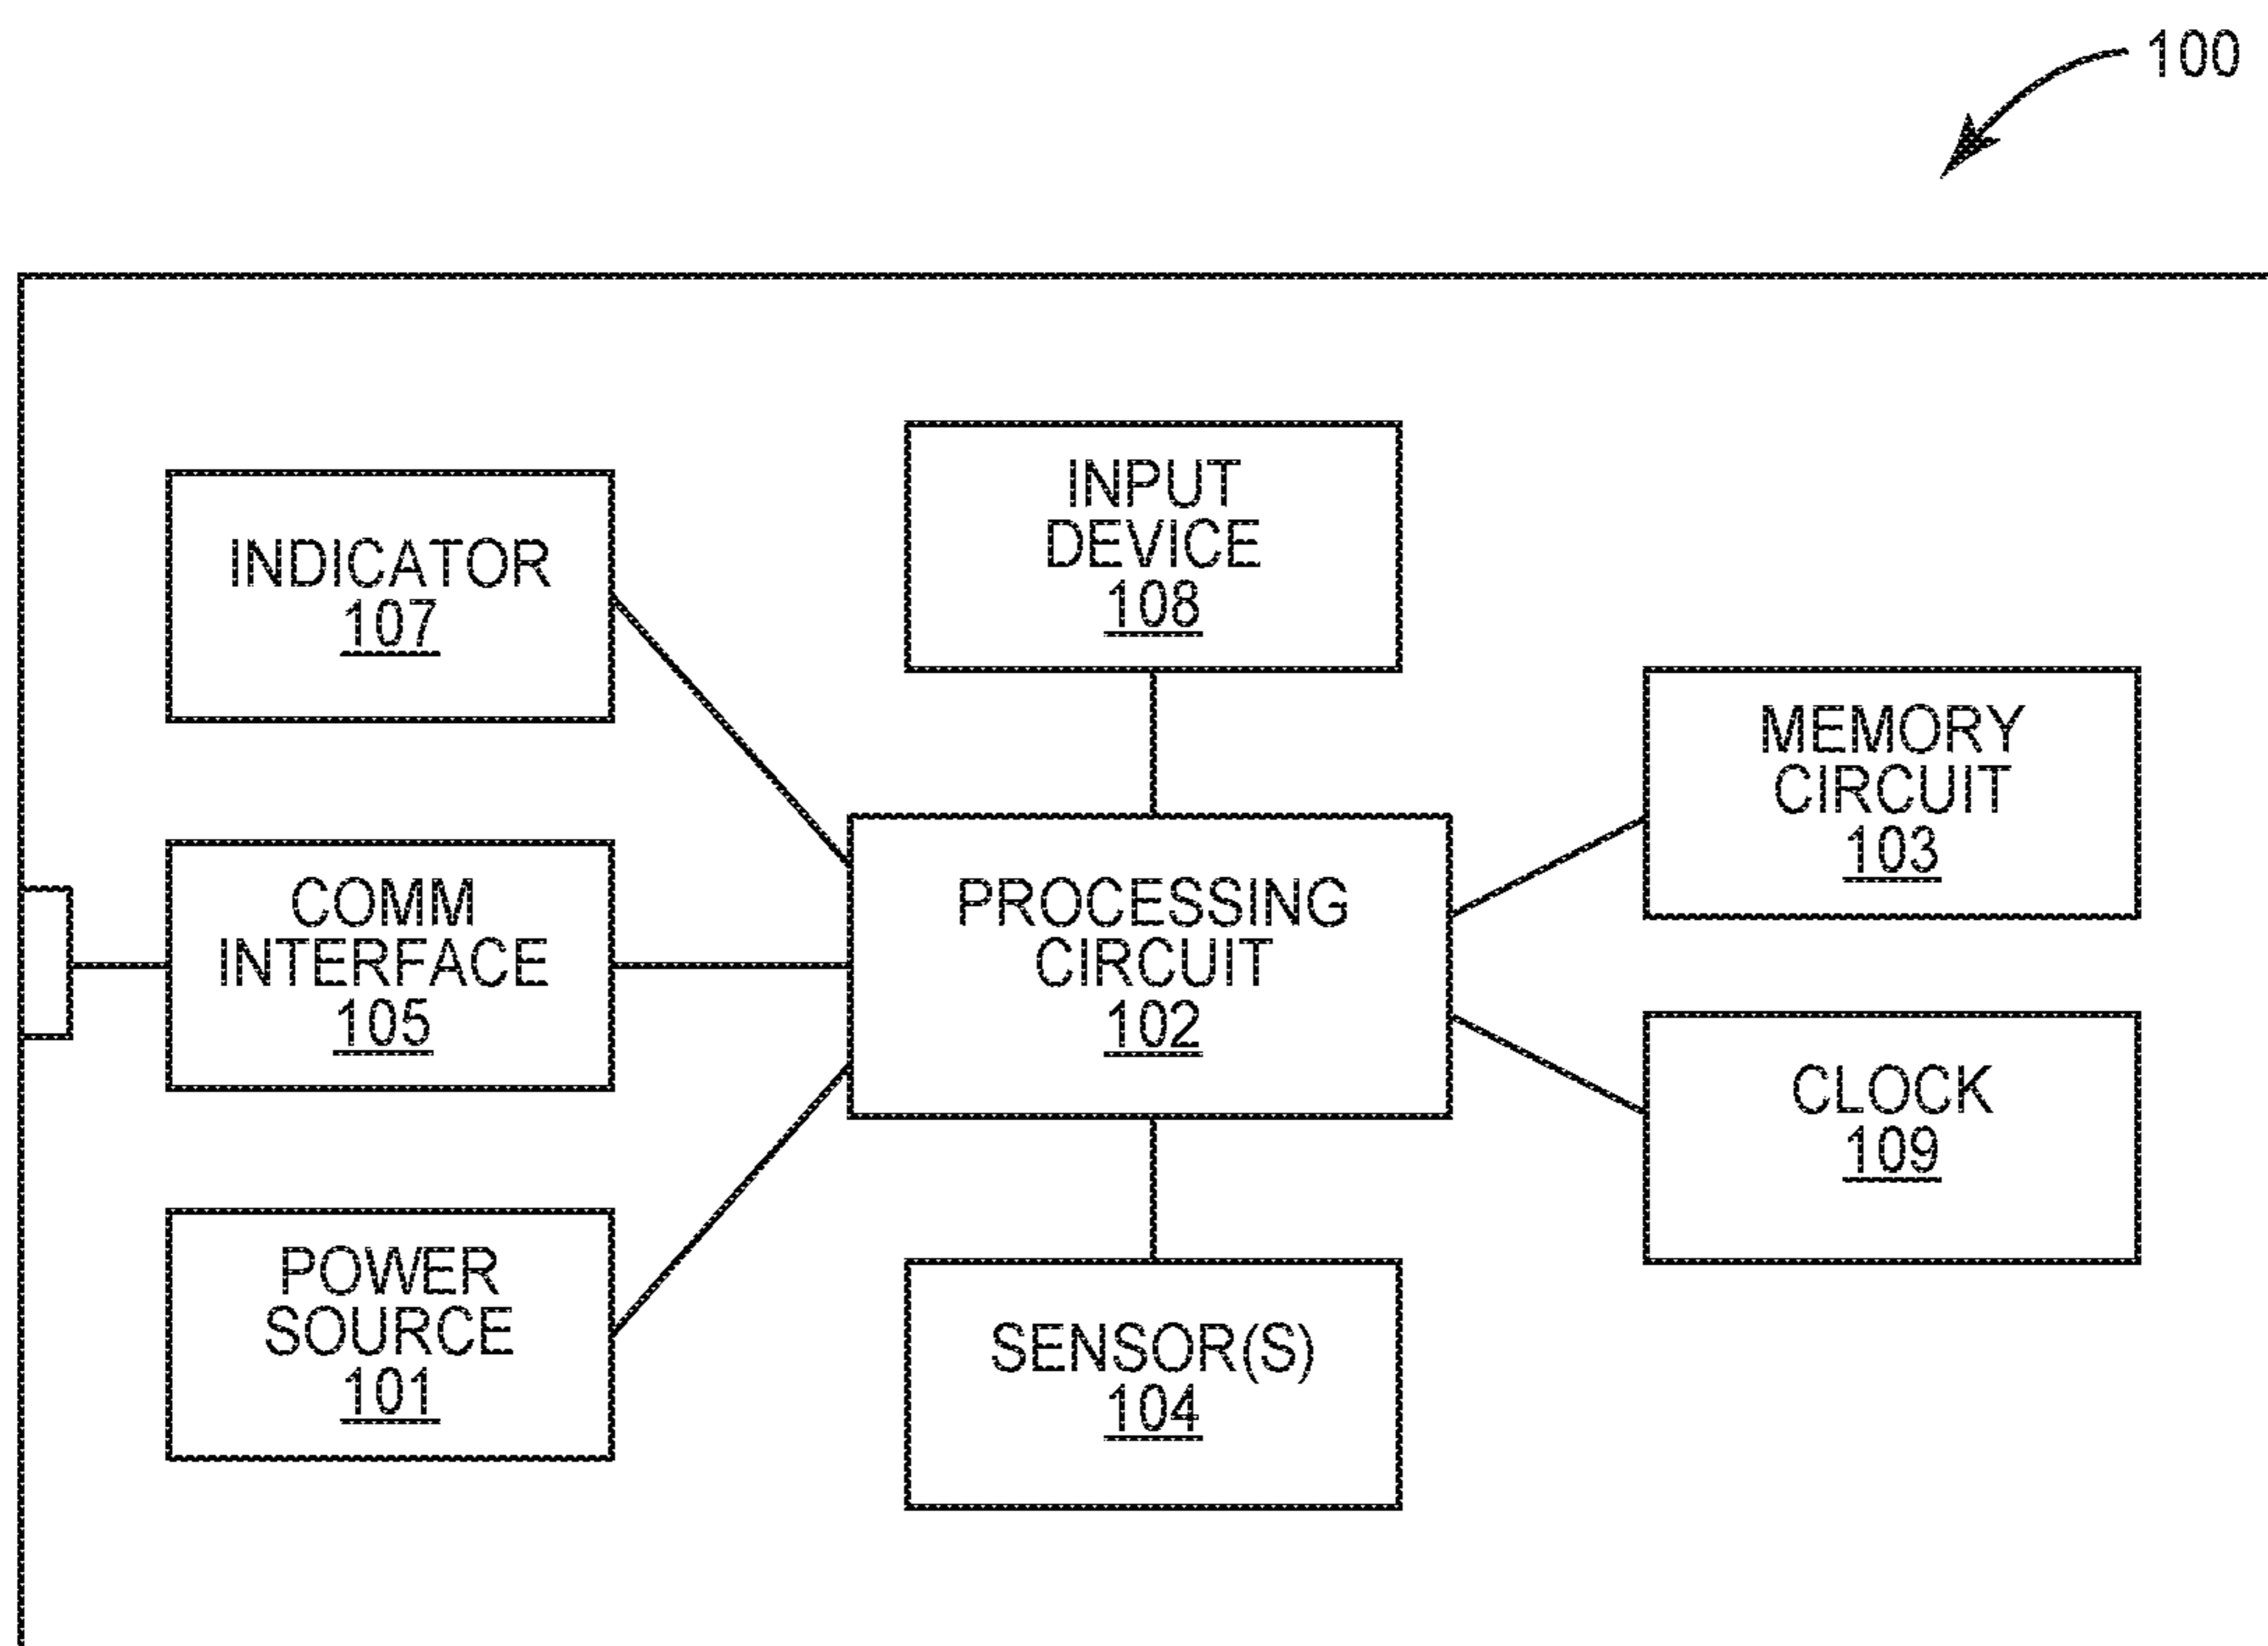 100
INPUT
DEVICE
108
INDICATOR
107
MEMORY
CIRCUIT
103
COMM
INTERFACE
105
PROCESSING
CIRCUIT
102
CLOCK
109
POWER
SOURCE
101
SENSOR(S)
104